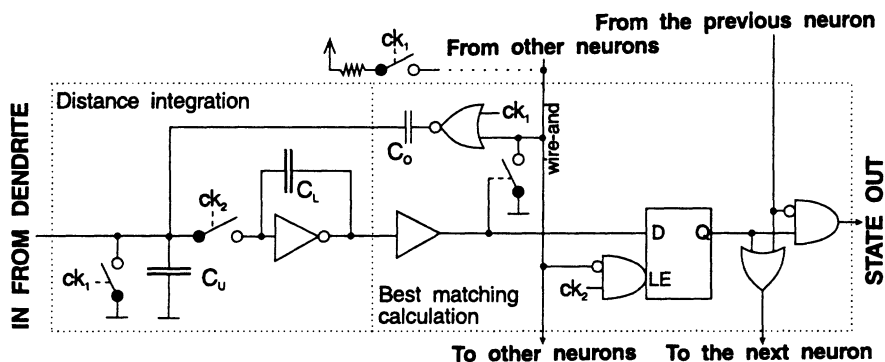 From the previous neuron
ck1
From other neurons
Distance integration
ck1
Co
wire-and
CL
ck2
IN FROM DENDRITE
D
Q
STATE OUT
ck1
CU
LE
ck2
Best matching
calculation
To other neurons
To the next neuron